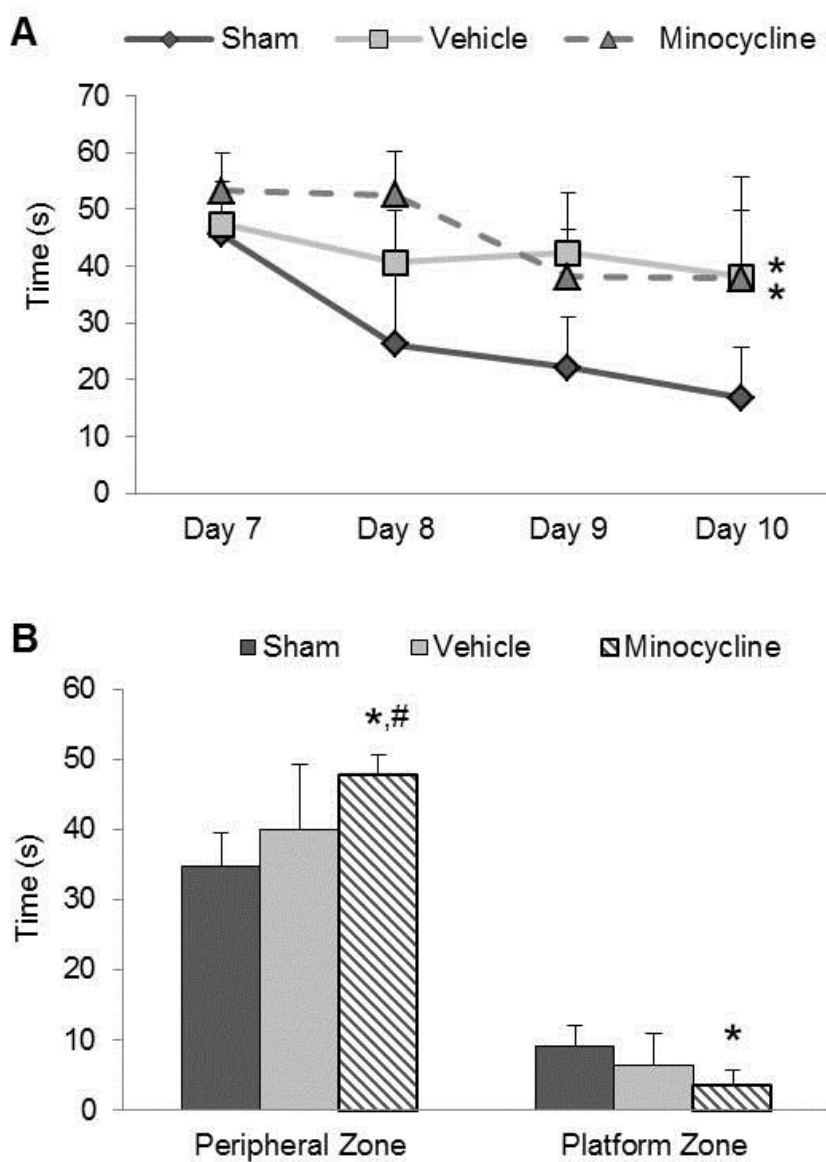 A
Sham Vehicle Minocycline
70
60
50
40
30
20
10
0
Time (s)
*
*
Day 7 Day 8 Day 9 Day 10
B
Sham Vehicle Minocycline
60
50
40
30
20
10
0
Time (s)
*,#
*
Peripheral Zone Platform Zone